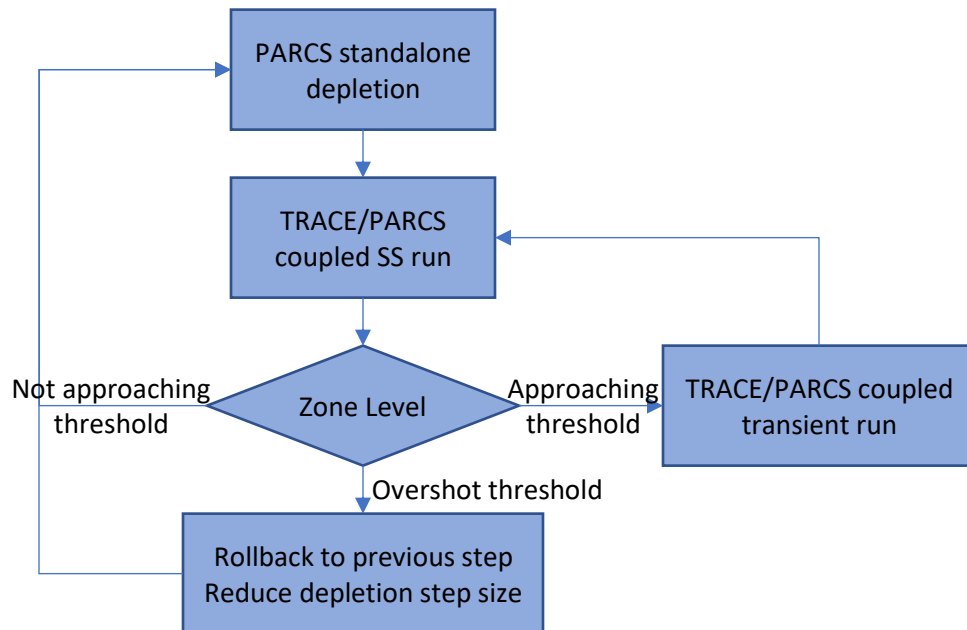 PARCS standalone
depletion
TRACE/PARCS
coupled SS run
Not approaching
threshold
Zone Level
Approaching
threshold
TRACE/PARCS coupled
transient run
Overshot threshold
Rollback to previous step
Reduce depletion step size